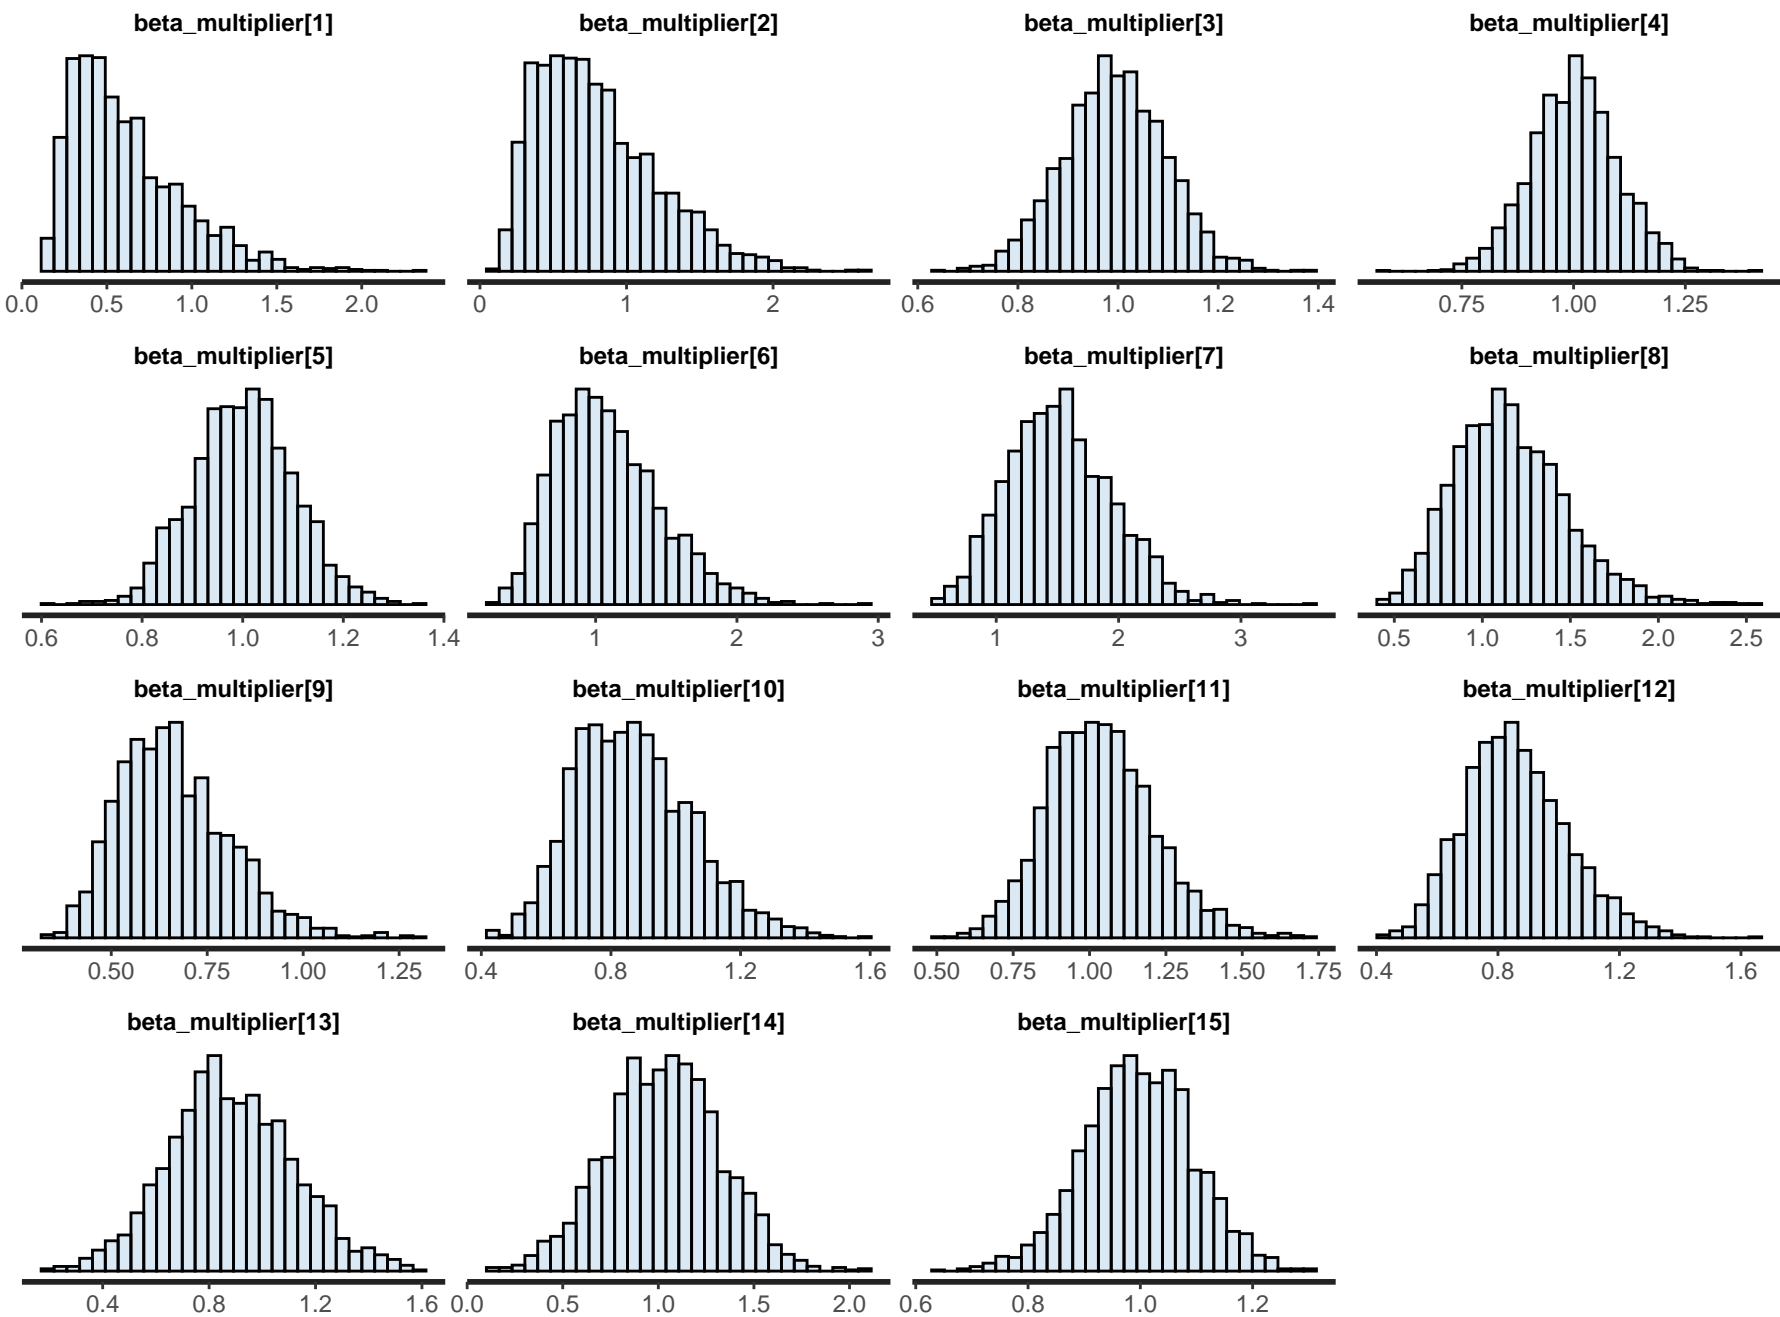 beta_multiplier[1] beta_multiplier[2] beta_multiplier[3] beta_multiplier[4]
0.0 0.5 1.0 1.5 2.0 0 1 2 0.6 0.8 1.0 1.2 1.4 0.75 1.00 1.25
beta_multiplier[5] beta_multiplier[6] beta_multiplier[7] beta_multiplier[8]
0.6 0.8 1.0 1.2 1.4 1 2 3 1 2 3 0.5 1.0 1.5 2.0 2.5
beta_multiplier[9] beta_multiplier[10] beta_multiplier[11] beta_multiplier[12]
0.50 0.75 1.00 1.25 0.4 0.8 1.2 1.6 0.50 0.75 1.00 1.25 1.50 1.75 0.4 0.8 1.2 1.6
beta_multiplier[13] beta_multiplier[14] beta_multiplier[15]
0.4 0.8 1.2 1.6 0.0 0.5 1.0 1.5 2.0 0.6 0.8 1.0 1.2